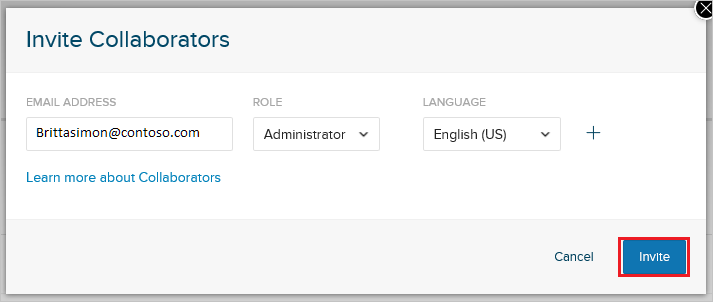 Invite Collaborators
EMAIL ADDRESS ROLE LANGUAGE
Brittasimon@contoso.com Administrator English (US)
Learn more about Collaborators
Cancel Invite